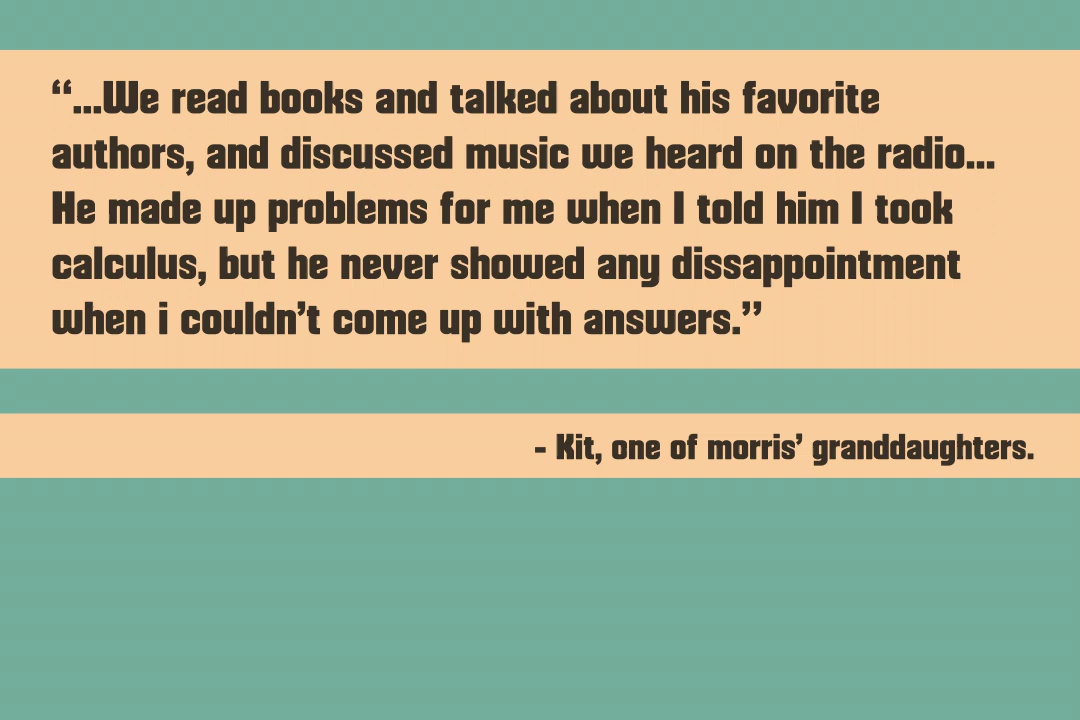 “...We read books and talked about his favorite
authors, and discussed music we heard on the radio...
He made up problems for me when I told him I took
calculus, but he never showed any dissappointment
when i couldn’t come up with answers.”
- Kit, one of morris’ granddaughters.